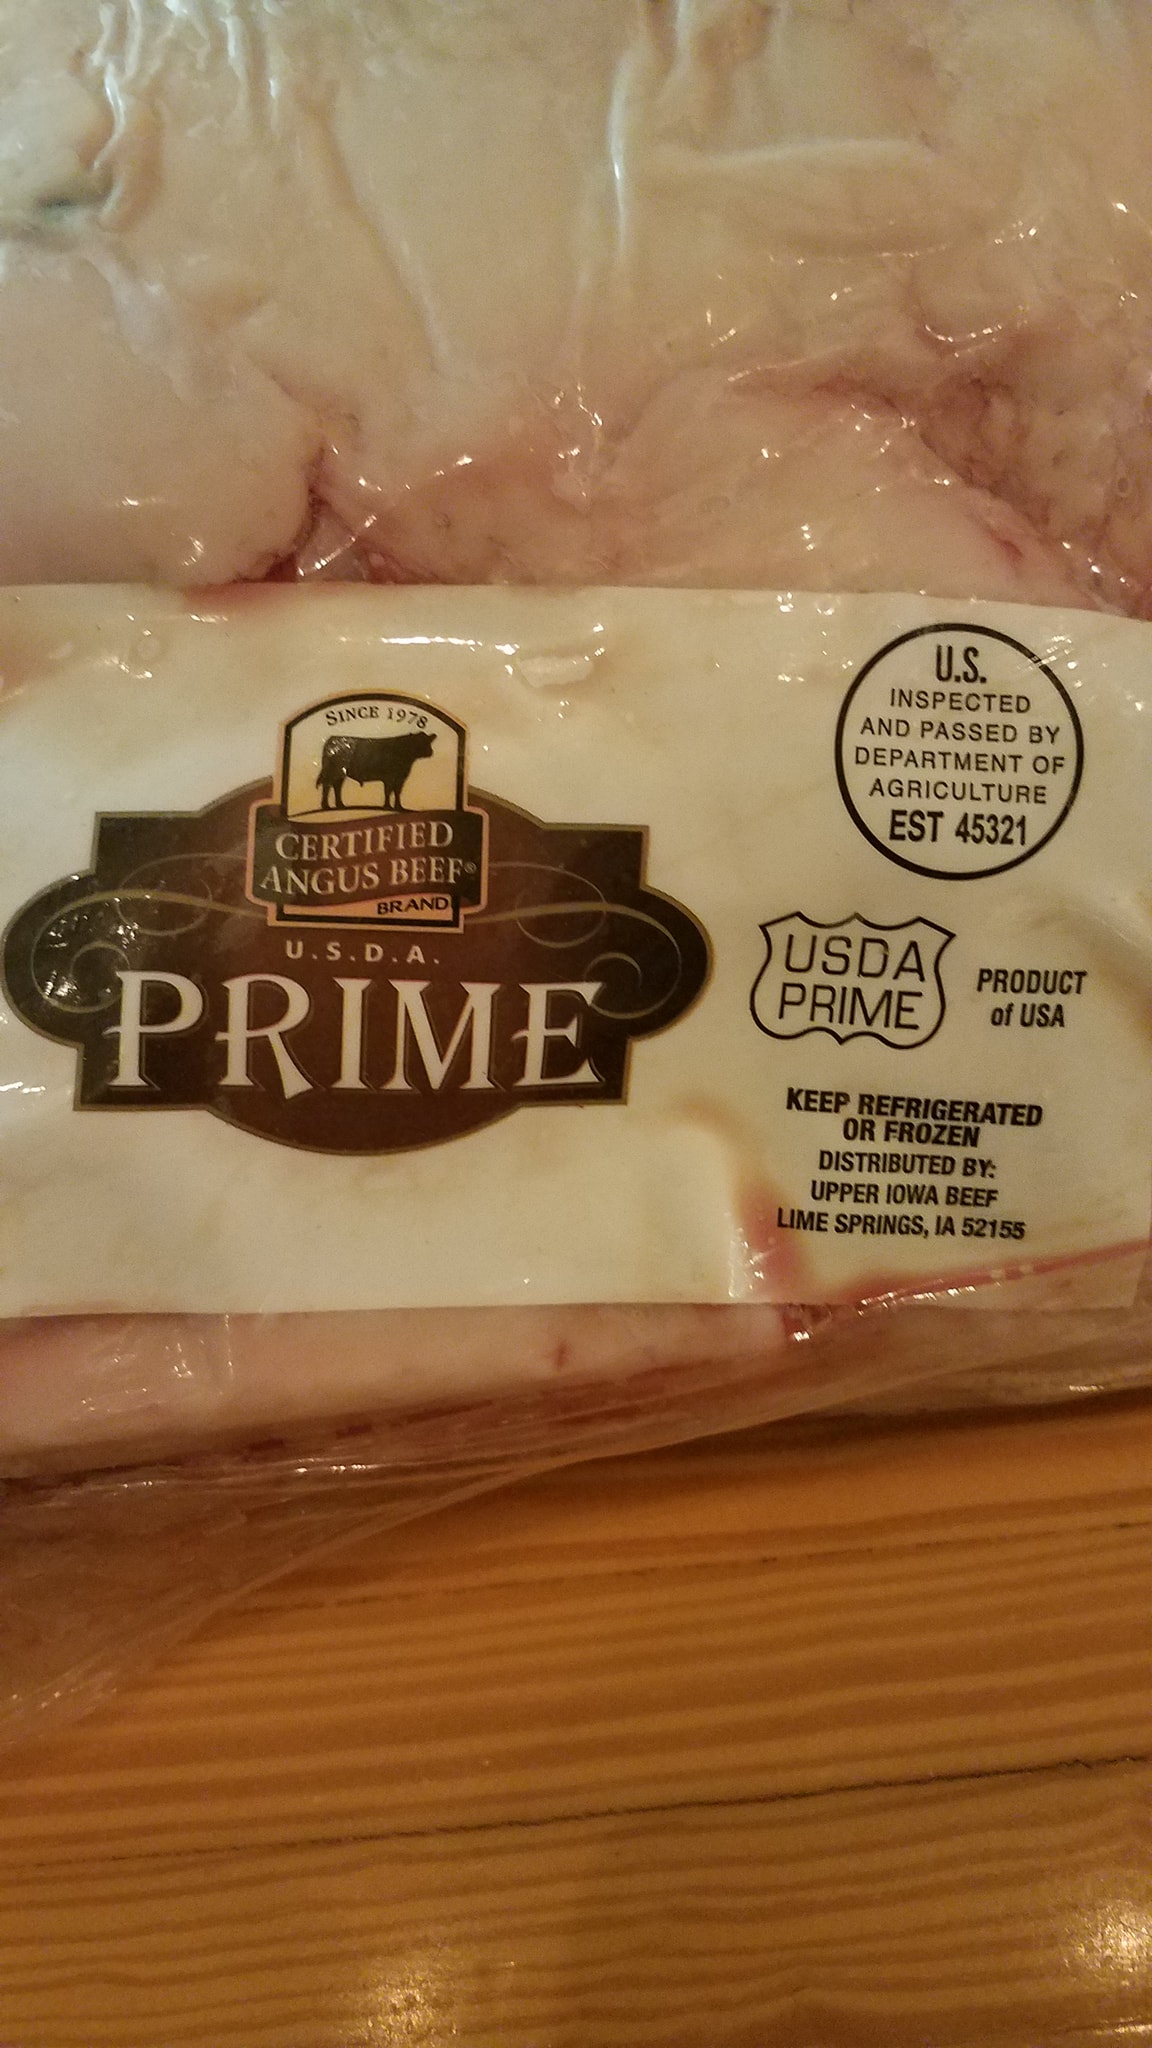 SINCE 1978
CERTIFIED
ANGUS BEEF®
BRAND
U.S.D.A.
PRIME
U.S.
INSPECTED
AND PASSED BY
DEPARTMENT OF
AGRICULTURE
EST 45321
USDA
PRIME
PRODUCT
of USA
KEEP REFRIGERATED
OR FROZEN
DISTRIBUTED BY:
UPPER IOWA BEEF
LIME SPRINGS, IA 52155